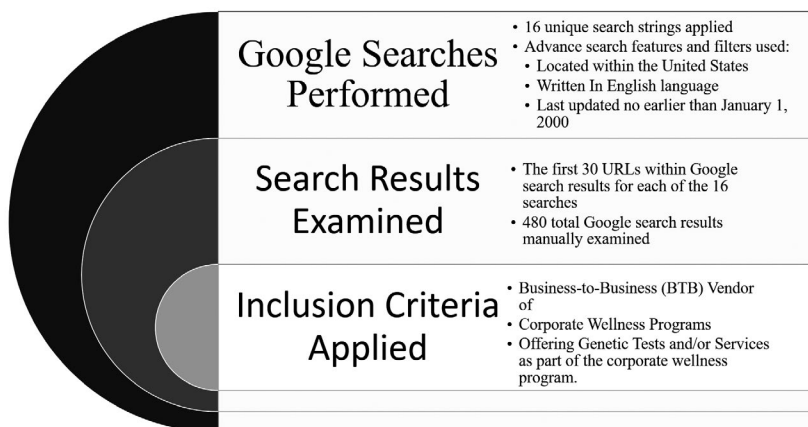 Google Searches
Performed
• 16 unique search strings applied
• Advance search features and filters used:
• Located within the United States
• Written In English language
• Last updated no earlier than January 1,
2000
Search Results
Examined
• The first 30 URLs within Google
search results for each of the 16
searches
• 480 total Google search results
manually examined
Inclusion Criteria
Applied
• Business-to-Business (BTB) Vendor
of
• Corporate Wellness Programs
• Offering Genetic Tests and/or Services
as part of the corporate wellness
program.